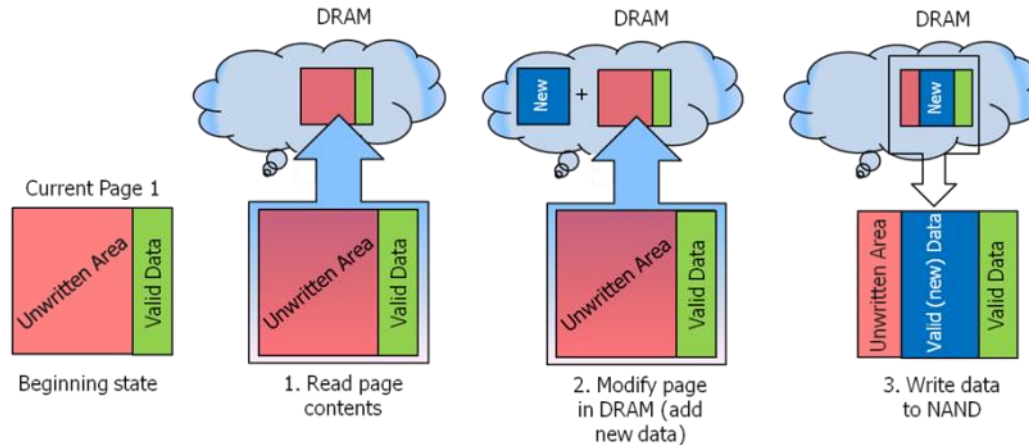 DRAM
DRAM
DRAM
New
+
New
Current Page 1
Unwritten Area
Valid Data
Unwritten Area
Valid Data
Unwritten Area
Valid Data
Unwritten Area
Valid (new) Data
Valid Data
Beginning state
1. Read page
contents
2. Modify page
in DRAM (add
new data)
3. Write data
to NAND